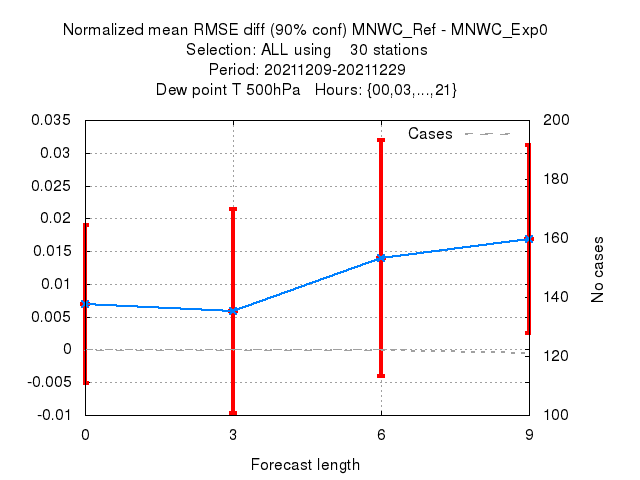 Normalized mean RMSE diff (90% conf) MNWC_Ref - MNWC_Exp0
Selection: ALL using    30 stations
Period: 20211209-20211229
Dew point T 500hPa   Hours: {00,03,...,21}
Cases
0.035
0.03
0.025
0.02
0.015
0.01
0.005
0
-0.005
-0.01
200
180
160
140
120
100
No cases
0 3 6 9
Forecast length